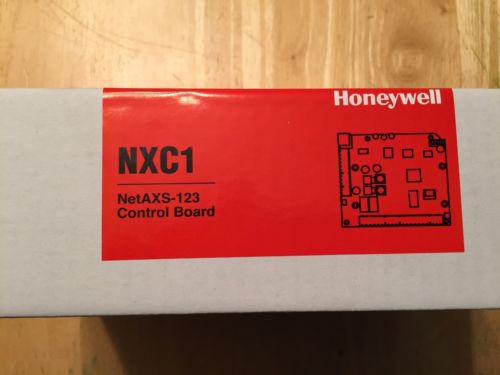 Honeywell
NXC1
NetAXS-123
Control Board